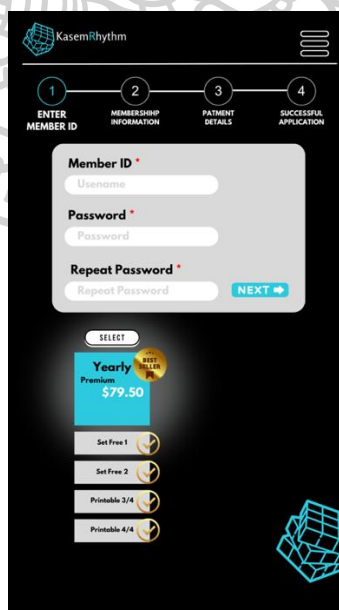 KasemRhythm
1
2
3
4
ENTER
MEMBER ID
MEMBERSHIHP
INFORMATION
PATMENT
DETAILS
SUCCESSFUL
APPLICATION
Member ID *
Usename
Password *
Password
Repeat Password *
Repeat Password
NEXT
SELECT
Yearly
BEST
SELLER
Premium
$79.50
Set Free 1
Set Free 2
Printable 3/4
Printable 4/4